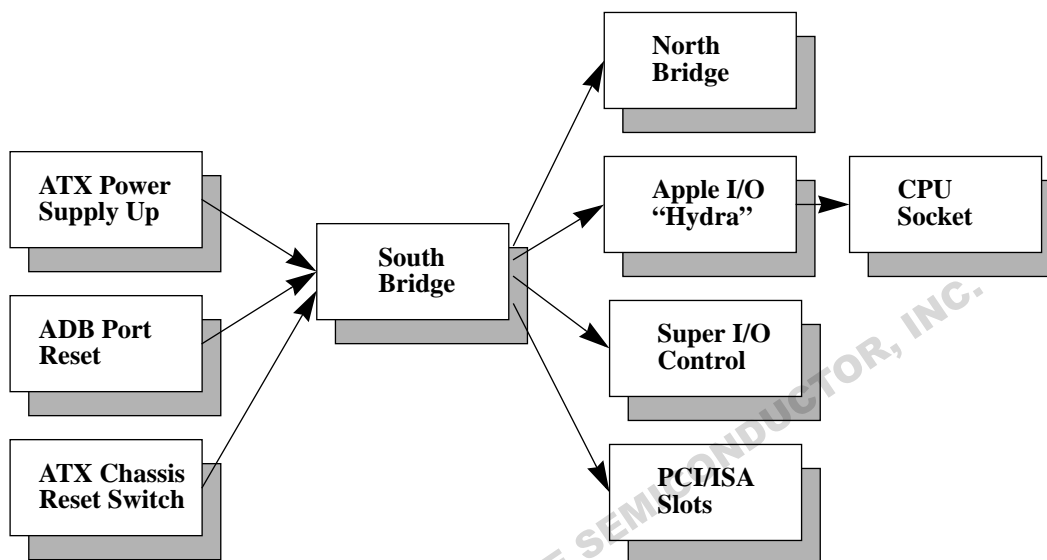 North
Bridge
ATX Power
Supply Up
Apple I/O
“Hydra”
CPU
Socket
South
Bridge
ADB Port
Reset
Super I/O
Control
ATX Chassis
Reset Switch
PCI/ISA
Slots
SEMICONDUCTOR, INC.